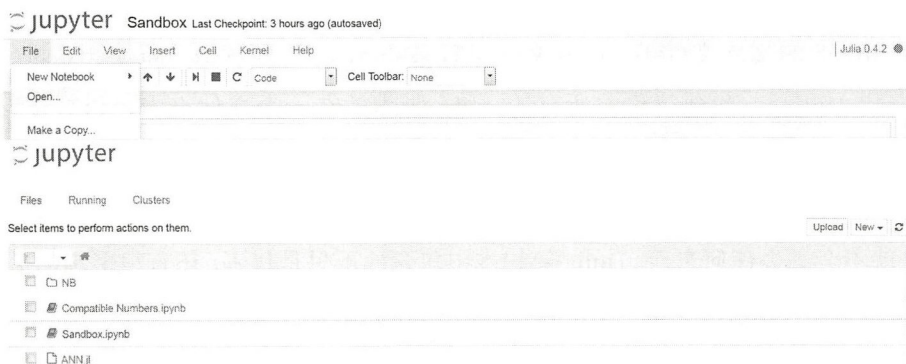 jupyter Sandbox Last Checkpoint: 3 hours ago (autosaved)
File Edit View Insert Cell Kernel Help Julia 0.4.2
New Notebook Code Cell Toolbar: None
Open...
Make a Copy...
jupyter
Files Running Clusters
Select items to perform actions on them. Upload New
NB
Compatible Numbers.ipynb
Sandbox.ipynb
ANN.jl